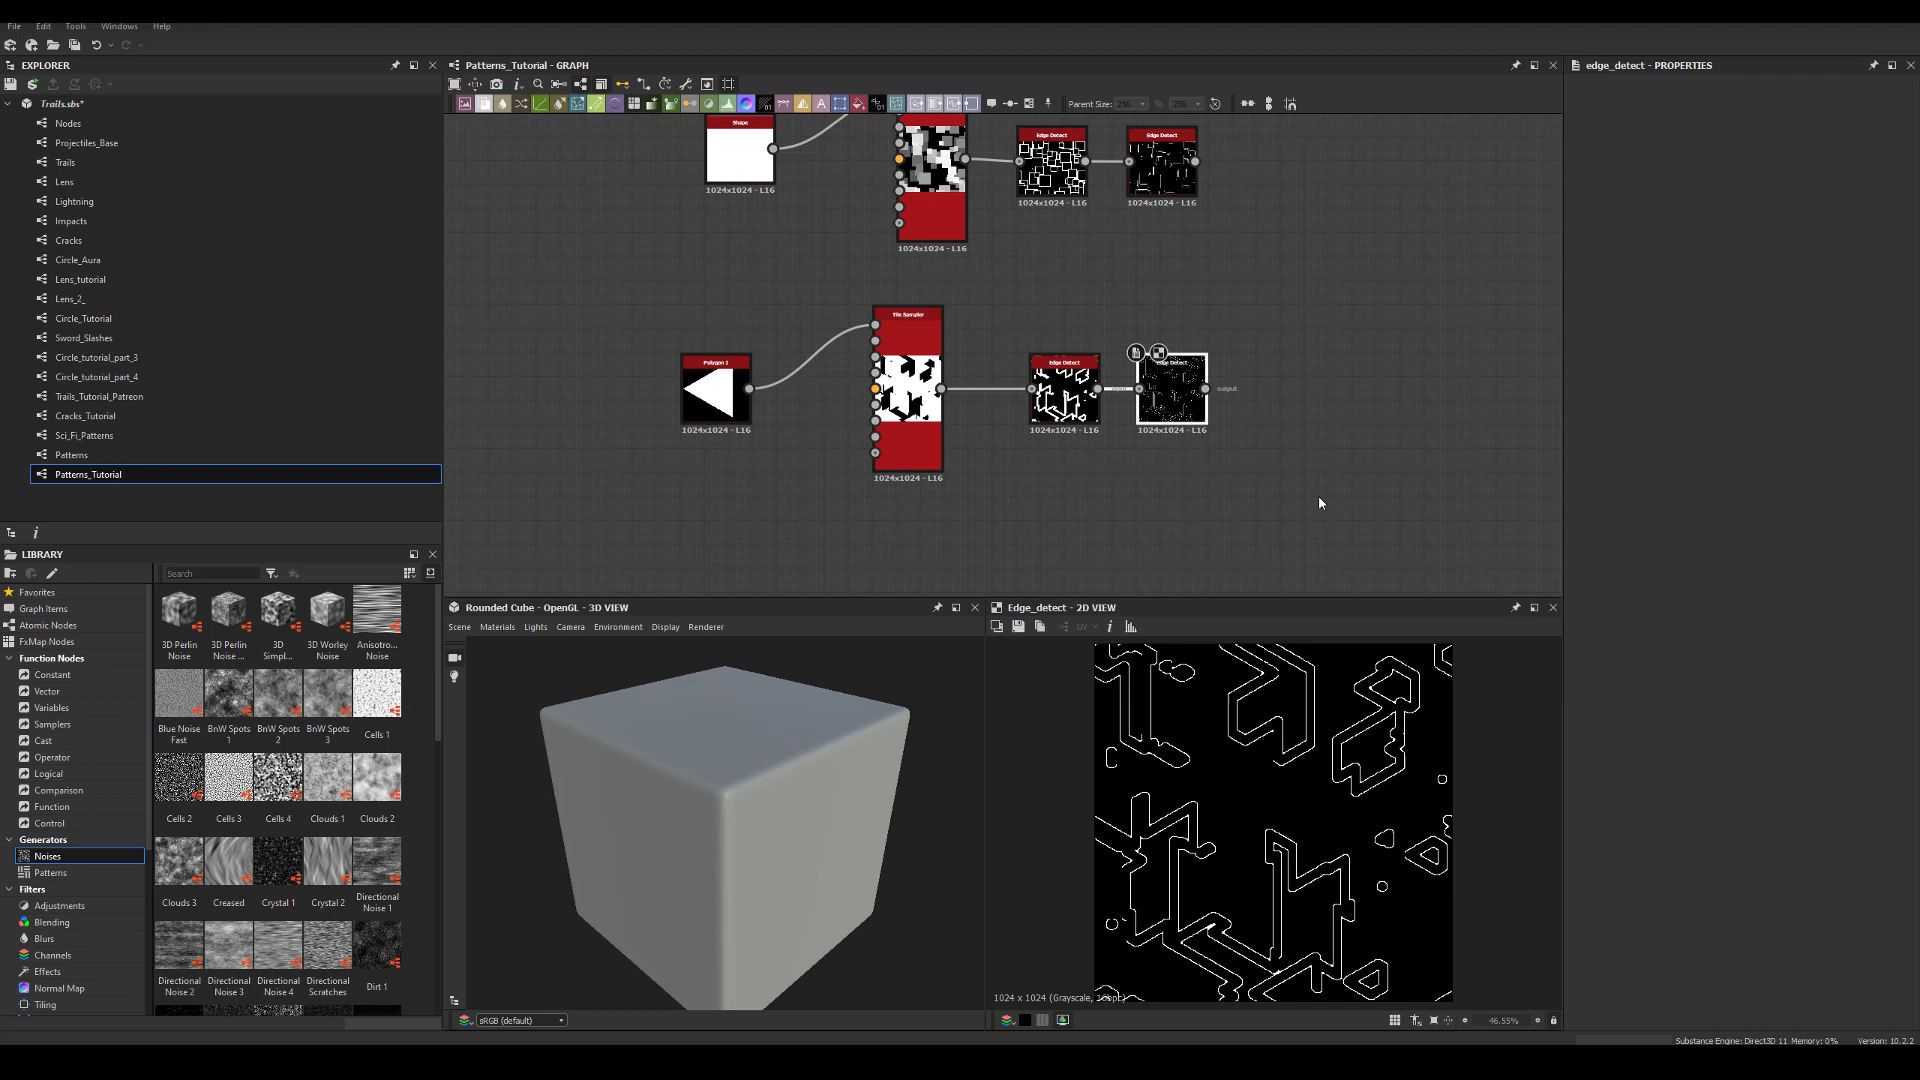 File Edit Tools Windows Help
EXPLORER
Trails.sbs*
Nodes
Projectiles_Base
Trails
Lens
Lightning
Impacts
Cracks
Circle_Aura
Lens_tutorial
Lens_2_
Circle_Tutorial
Sword_Slashes
Circle_tutorial_part_3
Circle_tutorial_part_4
Trails_Tutorial_Patreon
Cracks_Tutorial
Sci_Fi_Patterns
Patterns
Patterns_Tutorial
LIBRARY
Search
Favorites
Graph Items
Atomic Nodes
FxMap Nodes
Function Nodes
Constant
Vector
Variables
Samplers
Cast
Operator
Logical
Comparison
Function
Control
Generators
Noises
Patterns
Filters
Adjustments
Blending
Blurs
Channels
Effects
Normal Map
Tiling
3D Perlin Noise
3D Perlin Noise ...
3D Simpl...
3D Worley Noise
Anisotro... Noise
Blue Noise Fast
BnW Spots 1
BnW Spots 2
BnW Spots 3
Cells 1
Cells 2
Cells 3
Cells 4
Clouds 1
Clouds 2
Clouds 3
Creased
Crystal 1
Crystal 2
Directional Noise 1
Directional Noise 2
Directional Noise 3
Directional Noise 4
Directional Scratches
Dirt 1
Patterns_Tutorial - GRAPH
Parent Size: 256 256
Shape
1024x1024 - L16
1024x1024 - L16
Edge Detect
1024x1024 - L16
Edge Detect
1024x1024 - L16
Polygon 1
1024x1024 - L16
Tile Sampler
1024x1024 - L16
Edge Detect
1024x1024 - L16
Edge Detect
output
1024x1024 - L16
Rounded Cube - OpenGL - 3D VIEW
Scene Materials Lights Camera Environment Display Renderer
sRGB (default)
Edge_detect - 2D VIEW
UV
1024 x 1024 (Grayscale, 16bpc)
46.55%
edge_detect - PROPERTIES
Substance Engine: Direct3D 11 Memory: 0% Version: 10.2.2